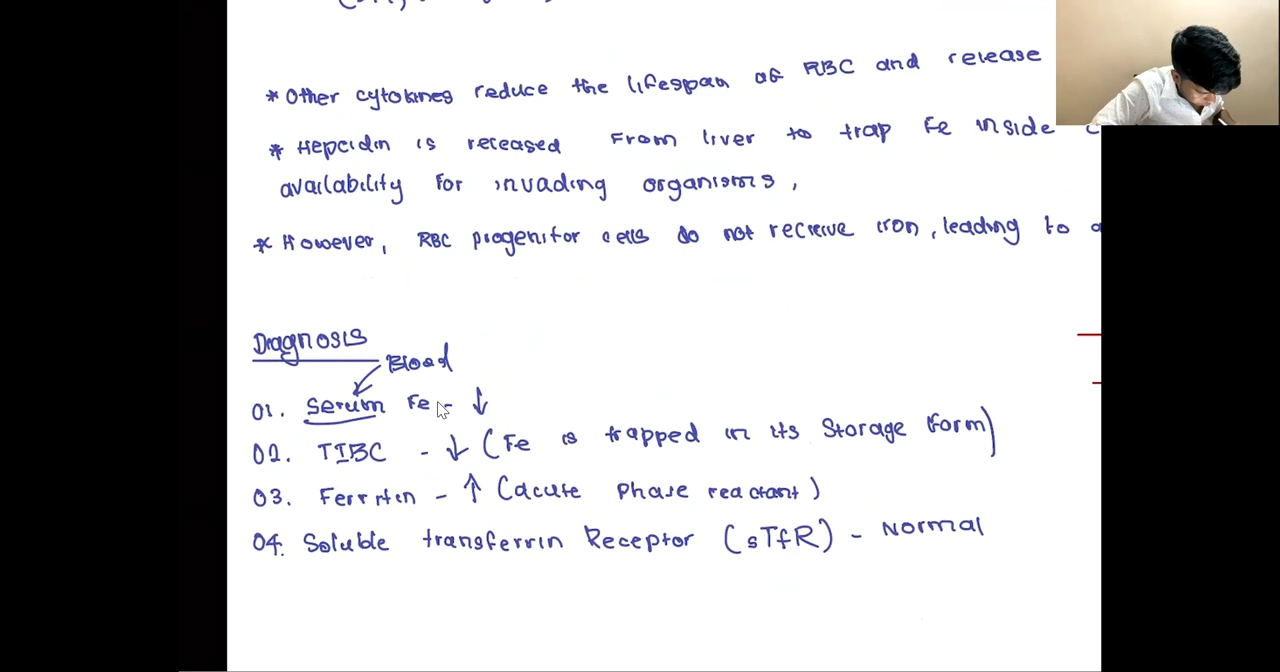 * Other cytokines reduce the lifespan of RBC and release
* Hepcidin is released From liver to trap Fe inside
availability for invading organisms,
* However, RBC progenitor cells do not receive iron, leading to a
Diagnosis
Blood
01. Serum Fe - ↓
02. TIBC - ↓ (Fe is trapped in its Storage form)
03. Ferritin - ↑ (acute phase reactant)
04. Soluble transferrin Receptor (sTfR) - Normal